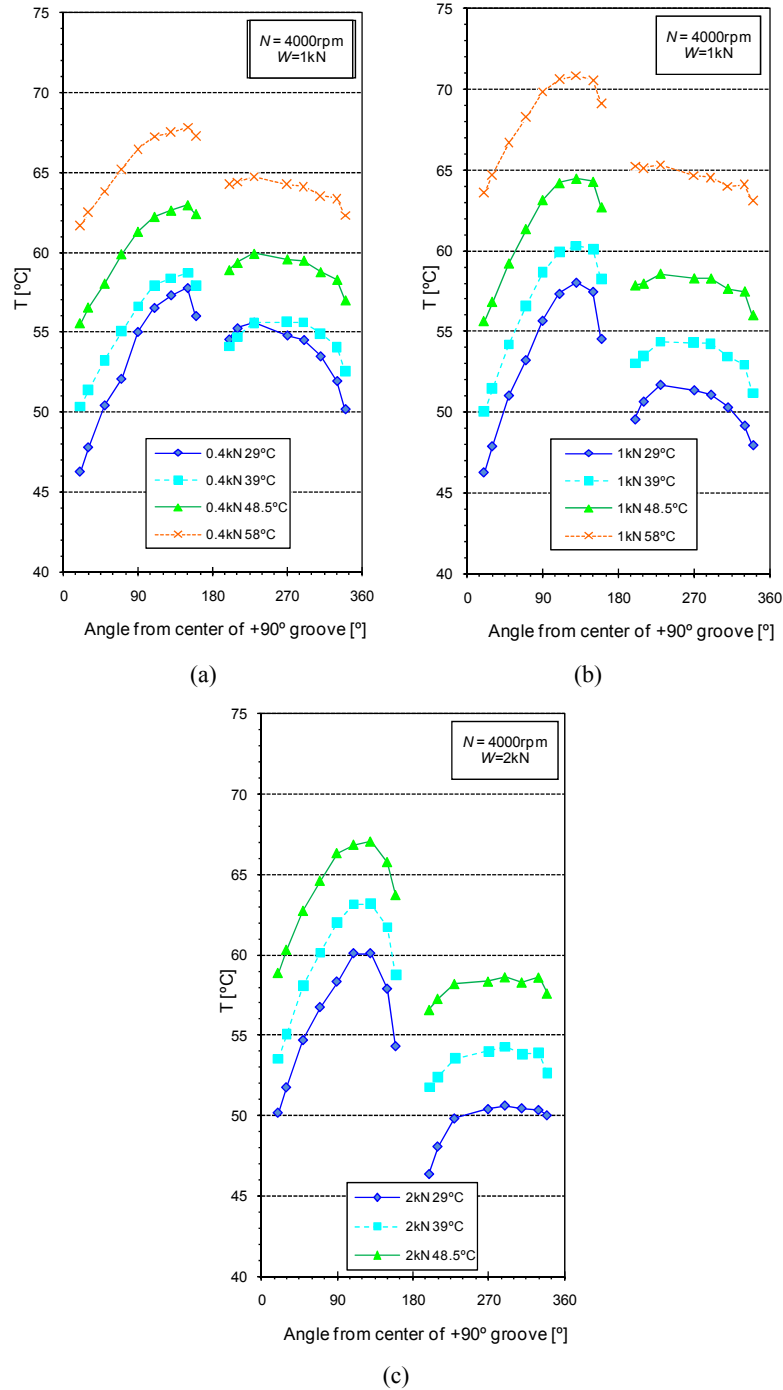 75
70
65
60
55
50
45
40
T [ºC]
N = 4000rpm
W=1kN
0.4kN 29ºC
0.4kN 39ºC
0.4kN 48.5ºC
0.4kN 58ºC
0 90 180 270 360
Angle from center of +90º groove [º]
(a)
75
70
65
60
55
50
45
40
T [ºC]
N = 4000rpm
W=1kN
1kN 29ºC
1kN 39ºC
1kN 48.5ºC
1kN 58ºC
0 90 180 270 360
Angle from center of +90º groove [º]
(b)
75
70
65
60
55
50
45
40
T [ºC]
N = 4000rpm
W=2kN
2kN 29ºC
2kN 39ºC
2kN 48.5ºC
0 90 180 270 360
Angle from center of +90º groove [º]
(c)